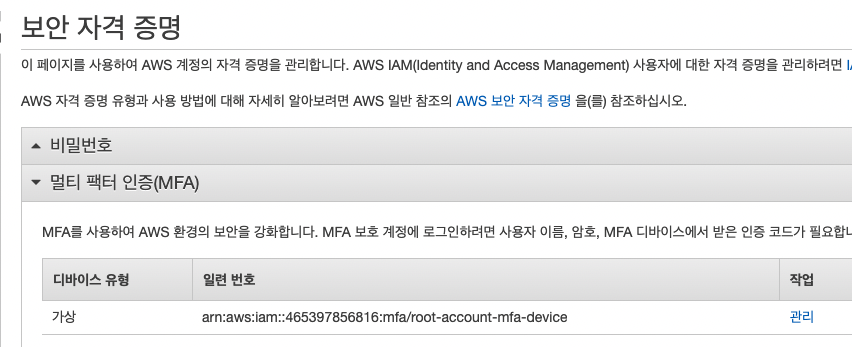 보안 자격 증명
이 페이지를 사용하여 AWS 계정의 자격 증명을 관리합니다. AWS IAM(Identity and Access Management) 사용자에 대한 자격 증명을 관리하려면
AWS 자격 증명 유형과 사용 방법에 대해 자세히 알아보려면 AWS 일반 참조의 AWS 보안 자격 증명 을(를) 참조하십시오.
비밀번호
멀티 팩터 인증(MFA)
MFA를 사용하여 AWS 환경의 보안을 강화합니다. MFA 보호 계정에 로그인하려면 사용자 이름, 암호, MFA 디바이스에서 받은 인증 코드가
디바이스 유형 일련 번호 작업
가상 arn:aws:iam::465397856816:mfa/root-account-mfa-device 관리